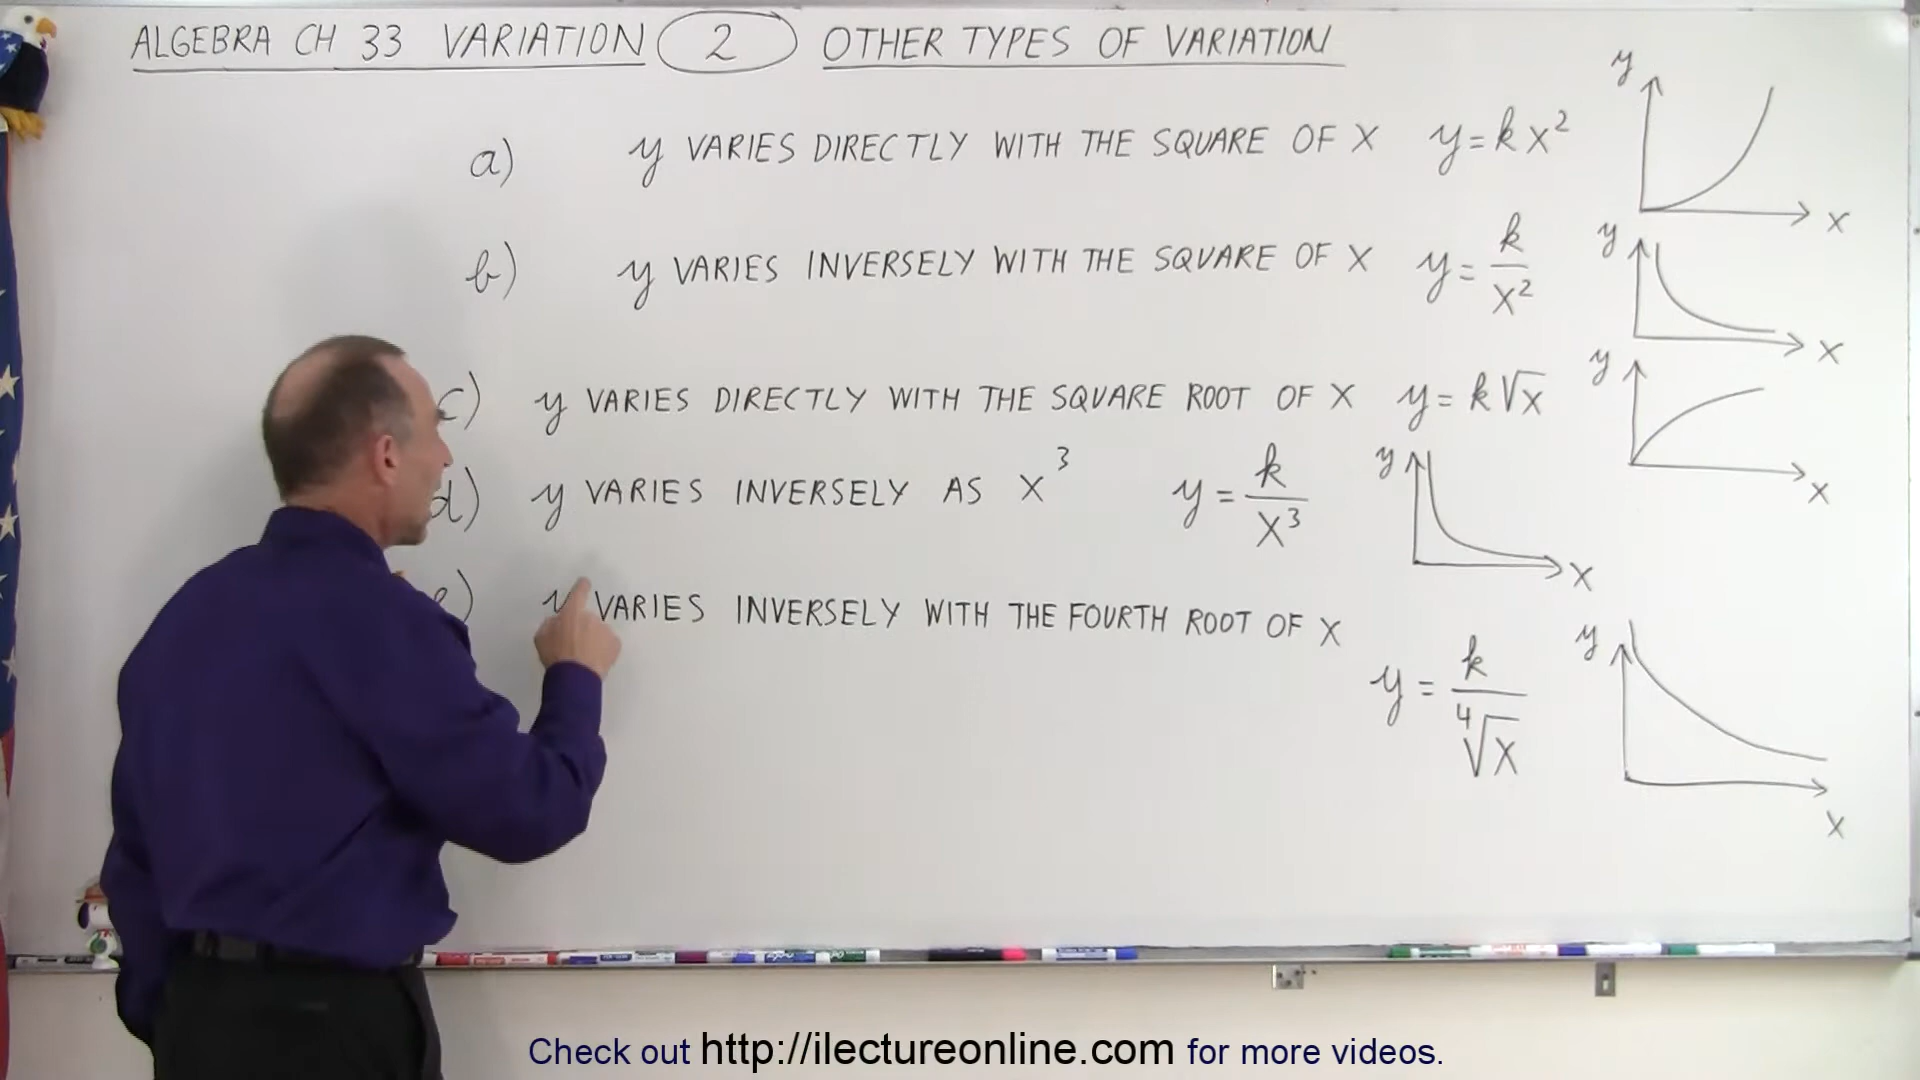 ALGEBRA CH 33 VARIATION 2 OTHER TYPES OF VARIATION
a) y VARIES DIRECTLY WITH THE SQUARE OF X y = kx²
y
x
b) y VARIES INVERSELY WITH THE SQUARE OF X y = k/x²
y
x
c) y VARIES DIRECTLY WITH THE SQUARE ROOT OF X y = k√x
y
x
d) y VARIES INVERSELY AS X³ y = k/x³
y
x
e) y VARIES INVERSELY WITH THE FOURTH ROOT OF X
y = k/⁴√x
y
x
Check out http://ilectureonline.com for more videos.